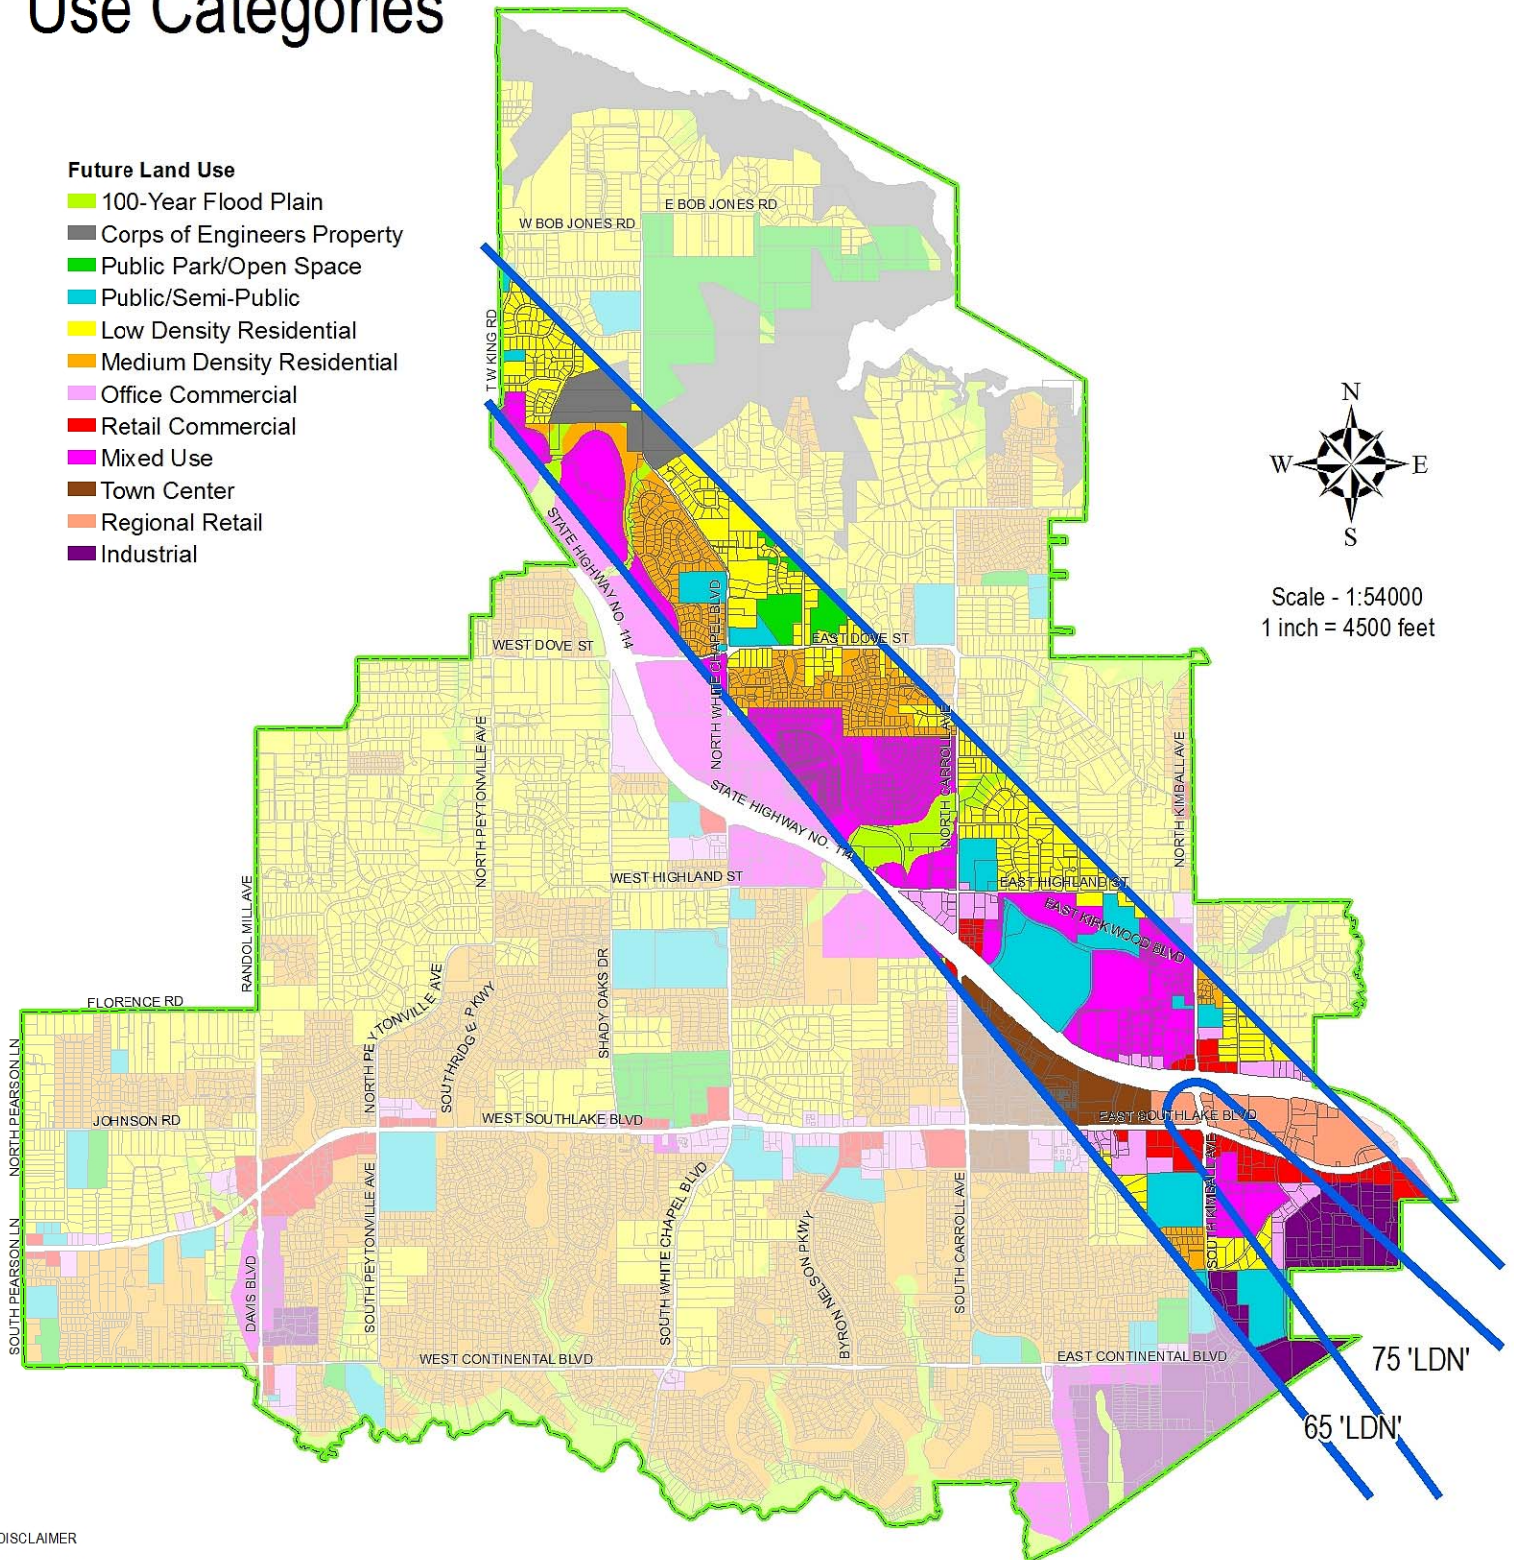 Use Categories
Future Land Use
100-Year Flood Plain
Corps of Engineers Property
Public Park/Open Space
Public/Semi-Public
Low Density Residential
Medium Density Residential
Office Commercial
Retail Commercial
Mixed Use
Town Center
Regional Retail
Industrial
N
W
E
S
Scale - 1:54000
1 inch = 4500 feet
E BOB JONES RD
W BOB JONES RD
T W KING RD
STATE HIGHWAY NO. 114
WEST DOVE ST
NORTH WHITE CHAPEL BLVD
EAST DOVE ST
NORTH PEYTONVILLE AVE
NORTH CARROLL AVE
NORTH KIMBALL AVE
STATE HIGHWAY NO. 114
WEST HIGHLAND ST
EAST HIGHLAND ST
EAST KIRKWOOD BLVD
RANDOL MILL AVE
FLORENCE RD
NORTH PEYTONVILLE AVE
SOUTHRIDGE PKWY
SHADY OAKS DR
NORTH PEARSON LN
JOHNSON RD
WEST SOUTHLAKE BLVD
EAST SOUTHLAKE BLVD
SOUTH PEARSON LN
DAVIS BLVD
SOUTH PEYTONVILLE AVE
SOUTH WHITE CHAPEL BLVD
BYRON NELSON PKWY
SOUTH CARROLL AVE
SOUTH KIMBALL AVE
WEST CONTINENTAL BLVD
EAST CONTINENTAL BLVD
75 'LDN'
65 'LDN'
DISCLAIMER